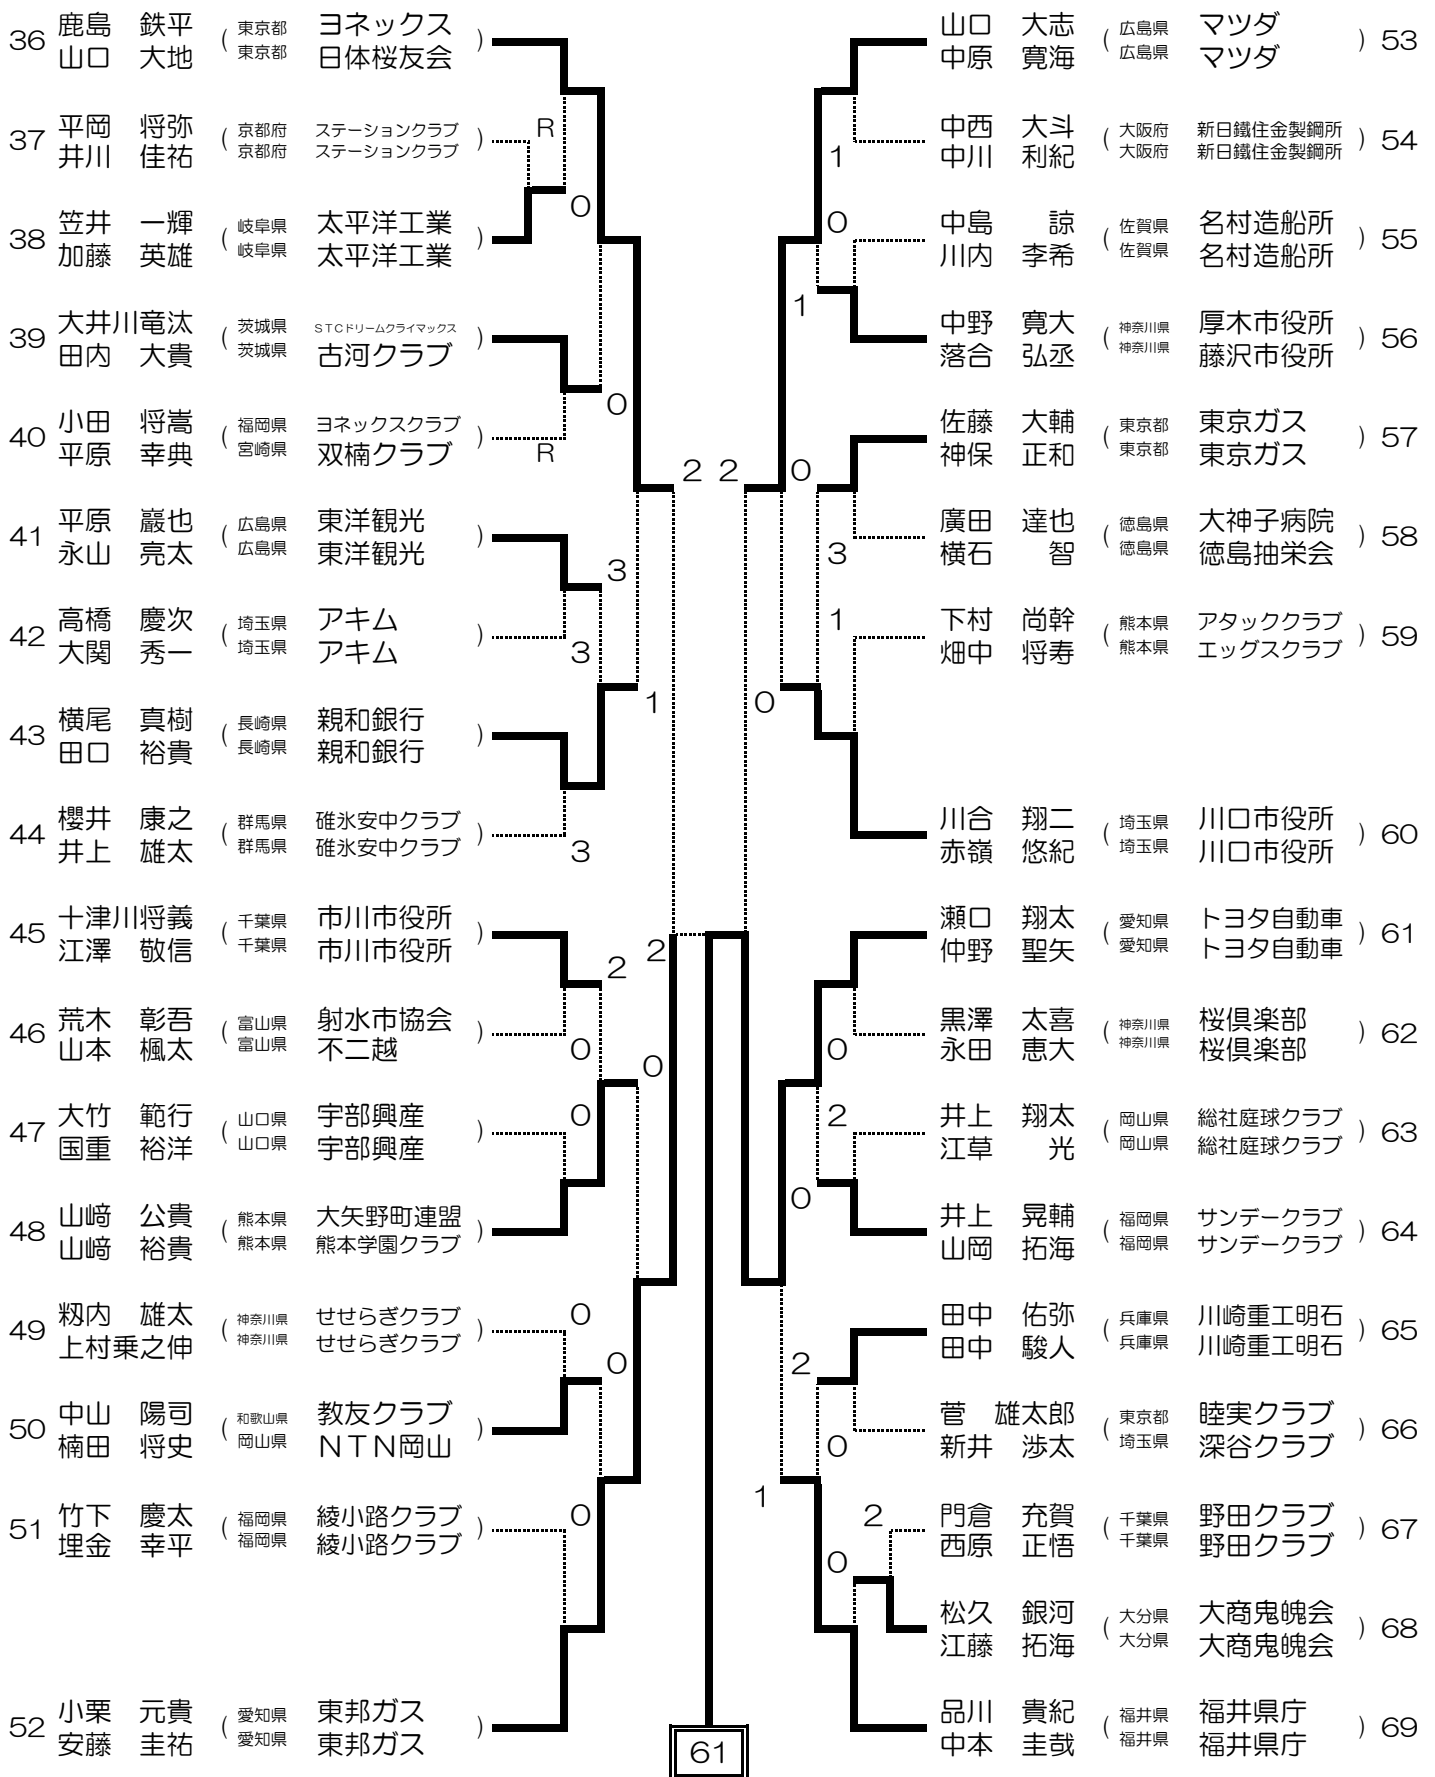 36 鹿島 鉄平 ( 東京都 ヨネックス )
山口 大地 東京都 日体桜友会
37 平岡 将弥 ( 京都府 ステーションクラブ )
井川 佳祐 京都府 ステーションクラブ
R
38 笠井 一輝 ( 岐阜県 太平洋工業 )
加藤 英雄 岐阜県 太平洋工業
0
39 大井川竜汰 ( 茨城県 STCドリームクライマックス )
田内 大貴 茨城県 古河クラブ
0
40 小田 将嵩 ( 福岡県 ヨネックスクラブ )
平原 幸典 宮崎県 双楠クラブ
R
2
41 平原 巖也 ( 広島県 東洋観光 )
永山 亮太 広島県 東洋観光
3
42 高橋 慶次 ( 埼玉県 アキム )
大関 秀一 埼玉県 アキム
3
1
43 横尾 真樹 ( 長崎県 親和銀行 )
田口 裕貴 長崎県 親和銀行
44 櫻井 康之 ( 群馬県 碓氷安中クラブ )
井上 雄太 群馬県 碓氷安中クラブ
3
45 十津川将義 ( 千葉県 市川市役所 )
江澤 敬信 千葉県 市川市役所
2
2
46 荒木 彰吾 ( 富山県 射水市協会 )
山本 楓太 富山県 不二越
0
0
47 大竹 範行 ( 山口県 宇部興産 )
国重 裕洋 山口県 宇部興産
0
48 山﨑 公貴 ( 熊本県 大矢野町連盟 )
山﨑 裕貴 熊本県 熊本学園クラブ
49 籾内 雄太 ( 神奈川県 せせらぎクラブ )
上村乗之伸 神奈川県 せせらぎクラブ
0
0
50 中山 陽司 ( 和歌山県 教友クラブ )
楠田 将史 岡山県 NTN岡山
51 竹下 慶太 ( 福岡県 綾小路クラブ )
埋金 幸平 福岡県 綾小路クラブ
0
52 小栗 元貴 ( 愛知県 東邦ガス )
安藤 圭祐 愛知県 東邦ガス
61
山口 大志 ( 広島県 マツダ ) 53
中原 寛海 広島県 マツダ
中西 大斗 ( 大阪府 新日鐵住金製鋼所 ) 54
中川 利紀 大阪府 新日鐵住金製鋼所
1
中島 諒 ( 佐賀県 名村造船所 ) 55
川内 李希 佐賀県 名村造船所
0
1
中野 寛大 ( 神奈川県 厚木市役所 ) 56
落合 弘丞 神奈川県 藤沢市役所
佐藤 大輔 ( 東京都 東京ガス ) 57
神保 正和 東京都 東京ガス
2
0
廣田 達也 ( 徳島県 大神子病院 ) 58
横石 智 徳島県 徳島抽栄会
3
下村 尚幹 ( 熊本県 アタッククラブ ) 59
畑中 将寿 熊本県 エッグスクラブ
1
0
川合 翔二 ( 埼玉県 川口市役所 ) 60
赤嶺 悠紀 埼玉県 川口市役所
瀬口 翔太 ( 愛知県 トヨタ自動車 ) 61
仲野 聖矢 愛知県 トヨタ自動車
黒澤 太喜 ( 神奈川県 桜倶楽部 ) 62
永田 恵大 神奈川県 桜倶楽部
0
井上 翔太 ( 岡山県 総社庭球クラブ ) 63
江草 光 岡山県 総社庭球クラブ
2
0
井上 晃輔 ( 福岡県 サンデークラブ ) 64
山岡 拓海 福岡県 サンデークラブ
田中 佑弥 ( 兵庫県 川崎重工明石 ) 65
田中 駿人 兵庫県 川崎重工明石
2
菅 雄太郎 ( 東京都 睦実クラブ ) 66
新井 渉太 埼玉県 深谷クラブ
0
1
門倉 充賀 ( 千葉県 野田クラブ ) 67
西原 正悟 千葉県 野田クラブ
2
0
松久 銀河 ( 大分県 大商鬼魄会 ) 68
江藤 拓海 大分県 大商鬼魄会
品川 貴紀 ( 福井県 福井県庁 ) 69
中本 圭哉 福井県 福井県庁